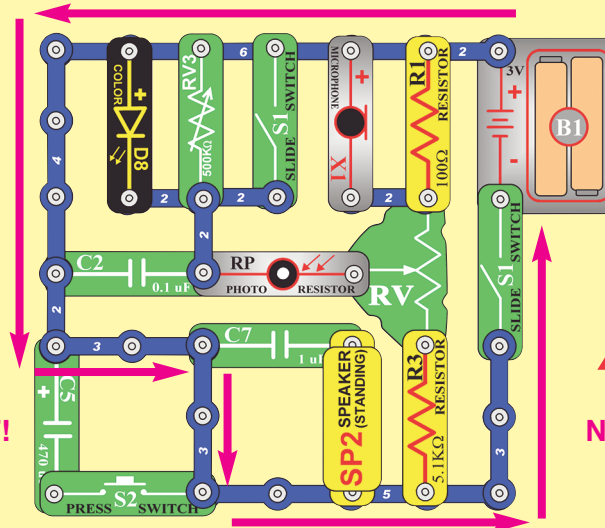 6
2
COLOR
+
D8
RV3
500KΩ
S1
SLIDE SWITCH
MICROPHONE
+
X1
R1
RESISTOR
100Ω
3V
+
-
B1
4
2
2
2
2
2
C2
0.1 uF
RP
PHOTO RESISTOR
RV
S1
SLIDE SWITCH
3
C7
1 uF
C5
+
470
SP2 SPEAKER
(STANDING)
R3
RESISTOR
5.1KΩ
3
3
!
N
S2
PRESS SWITCH
5